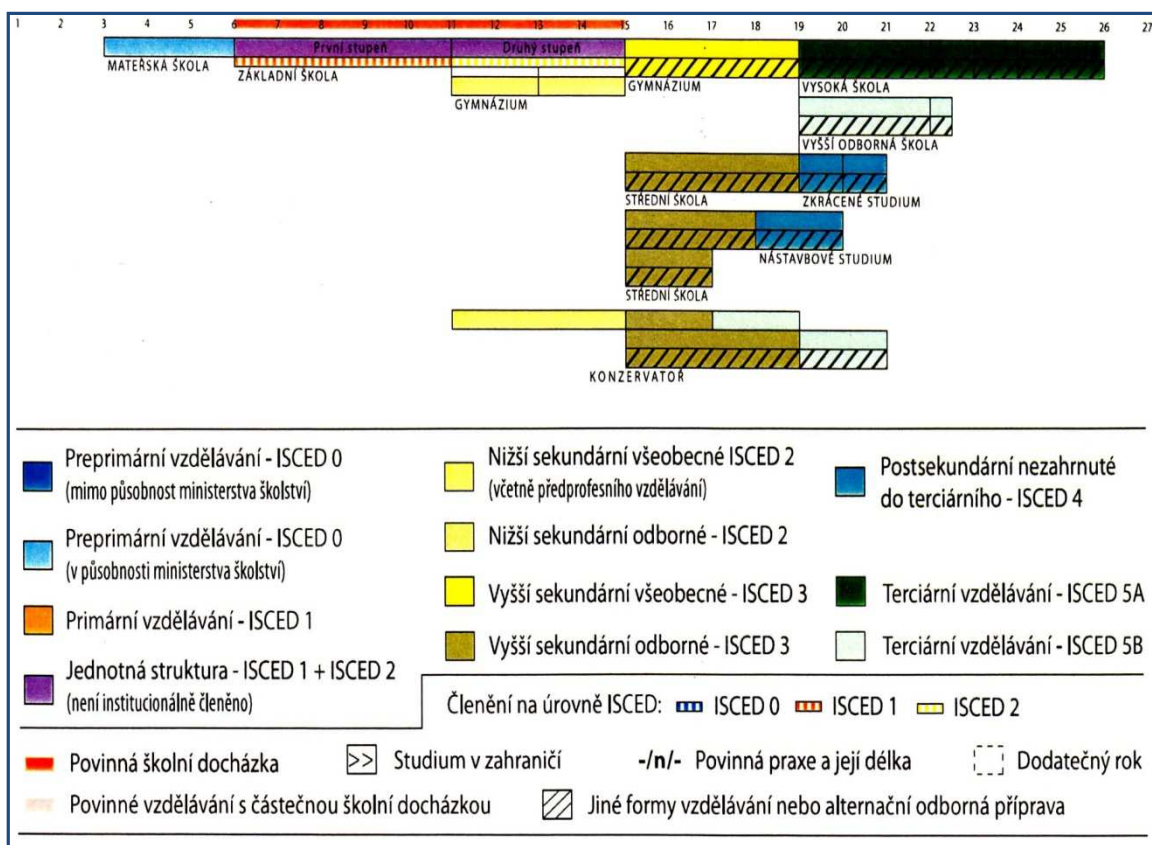 1 2 3 4 5 6 7 8 9 10 11 12 13 14 15 16 17 18 19 20 21 22 23 24 25 26 27
První stupeň Druhý stupeň
MATEŘSKÁ ŠKOLA ZÁKLADNÍ ŠKOLA GYMNÁZIUM VYSOKÁ ŠKOLA
GYMNÁZIUM
VYŠŠÍ ODBORNÁ ŠKOLA
STŘEDNÍ ŠKOLA ZKRÁCENÉ STUDIUM
NÁSTAVBOVÉ STUDIUM
STŘEDNÍ ŠKOLA
KONZERVATOŘ
Preprimární vzdělávání - ISCED 0
(mimo působnost ministerstva školství)
Preprimární vzdělávání - ISCED 0
(v působnosti ministerstva školství)
Primární vzdělávání - ISCED 1
Jednotná struktura - ISCED 1 + ISCED 2
(není institucionálně členěno)
Nižší sekundární všeobecné ISCED 2
(včetně předprofesního vzdělávání)
Nižší sekundární odborné - ISCED 2
Vyšší sekundární všeobecné - ISCED 3
Vyšší sekundární odborné - ISCED 3
Postsekundární nezahrnuté
do terciárního - ISCED 4
Terciární vzdělávání - ISCED 5A
Terciární vzdělávání - ISCED 5B
Členění na úrovně ISCED: ISCED 0 ISCED 1 ISCED 2
Povinná školní docházka >> Studium v zahraničí -/n/- Povinná praxe a její délka Dodatečný rok
Povinné vzdělávání s částečnou školní docházkou Jiné formy vzdělávání nebo alternační odborná příprava